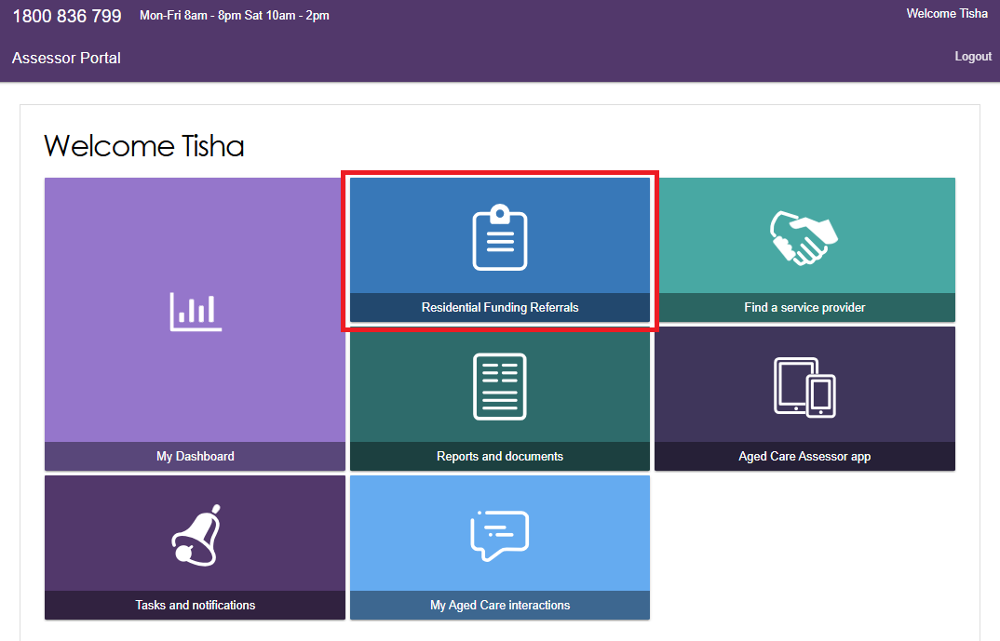 1800 836 799 Mon-Fri 8am - 8pm Sat 10am - 2pm Welcome Tisha
Assessor Portal Logout
Welcome Tisha
Residential Funding Referrals
Find a service provider
My Dashboard
Reports and documents
Aged Care Assessor app
Tasks and notifications
My Aged Care interactions